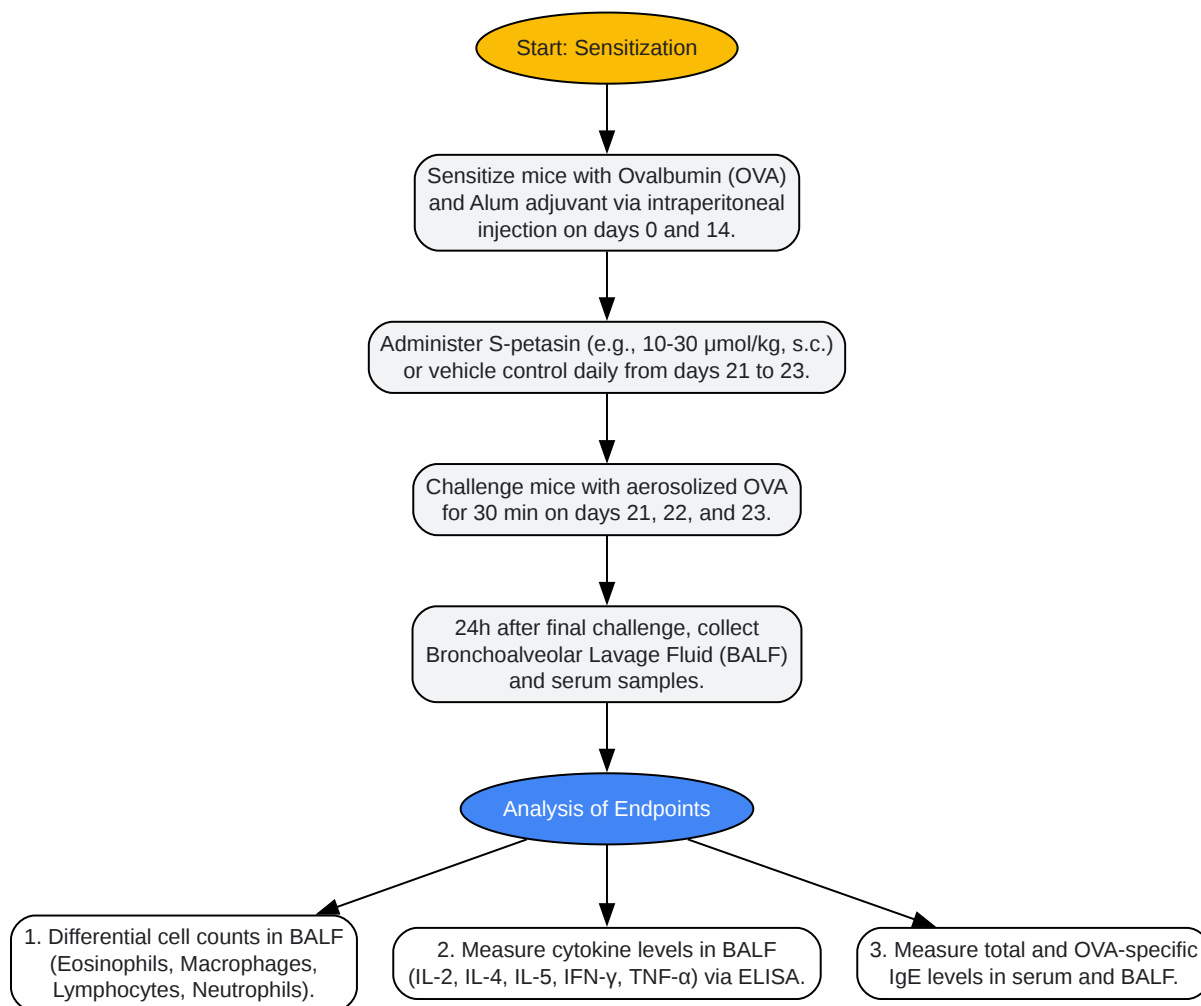 Start: Sensitization
Sensitize mice with Ovalbumin (OVA)
and Alum adjuvant via intraperitoneal
injection on days 0 and 14.
Administer S-petasin (e.g., 10-30 μmol/kg, s.c.)
or vehicle control daily from days 21 to 23.
Challenge mice with aerosolized OVA
for 30 min on days 21, 22, and 23.
24h after final challenge, collect
Bronchoalveolar Lavage Fluid (BALF)
and serum samples.
Analysis of Endpoints
1. Differential cell counts in BALF
(Eosinophils, Macrophages,
Lymphocytes, Neutrophils).
2. Measure cytokine levels in BALF
(IL-2, IL-4, IL-5, IFN-γ, TNF-α) via ELISA.
3. Measure total and OVA-specific
IgE levels in serum and BALF.